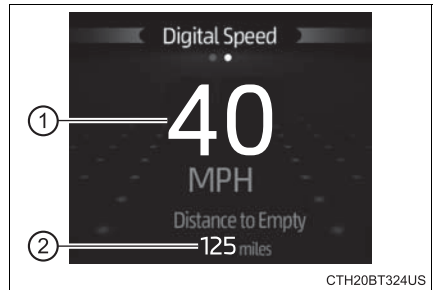 Digital Speed
1 40
MPH
Distance to Empty
2 125 miles
CTH20BT324US